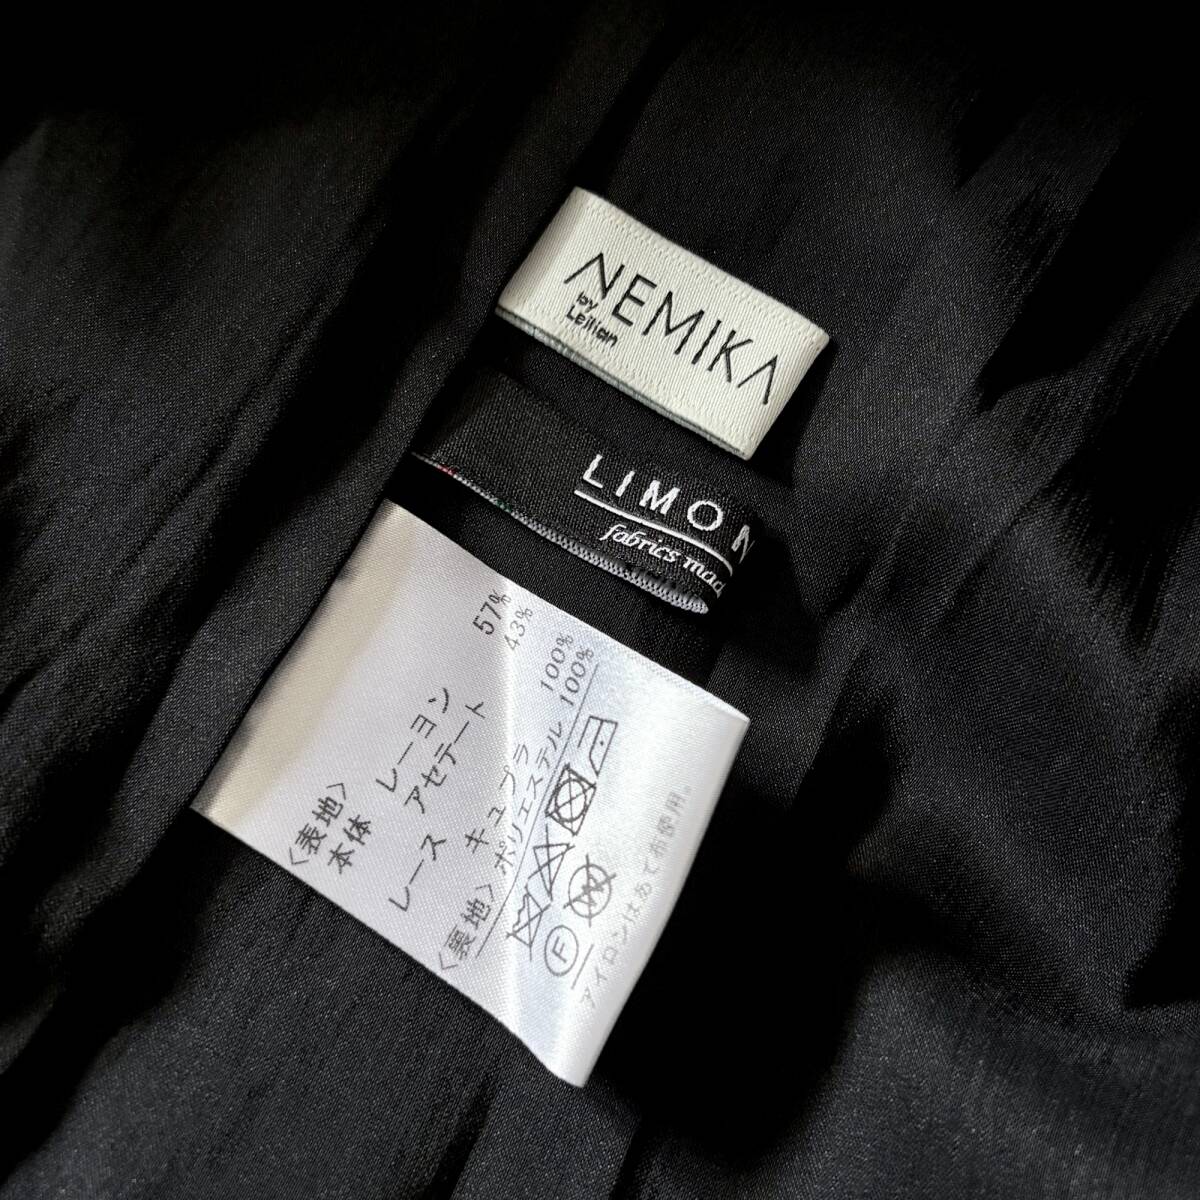 NEMIKA
by
Leilian
LIMON
fabrics mad
<表地>
本体 レーヨン 57%
アセテート 43%
レース キュプラ 100%
<裏地> ポリエステル 100%
F
W
アイロンはあて布使用。